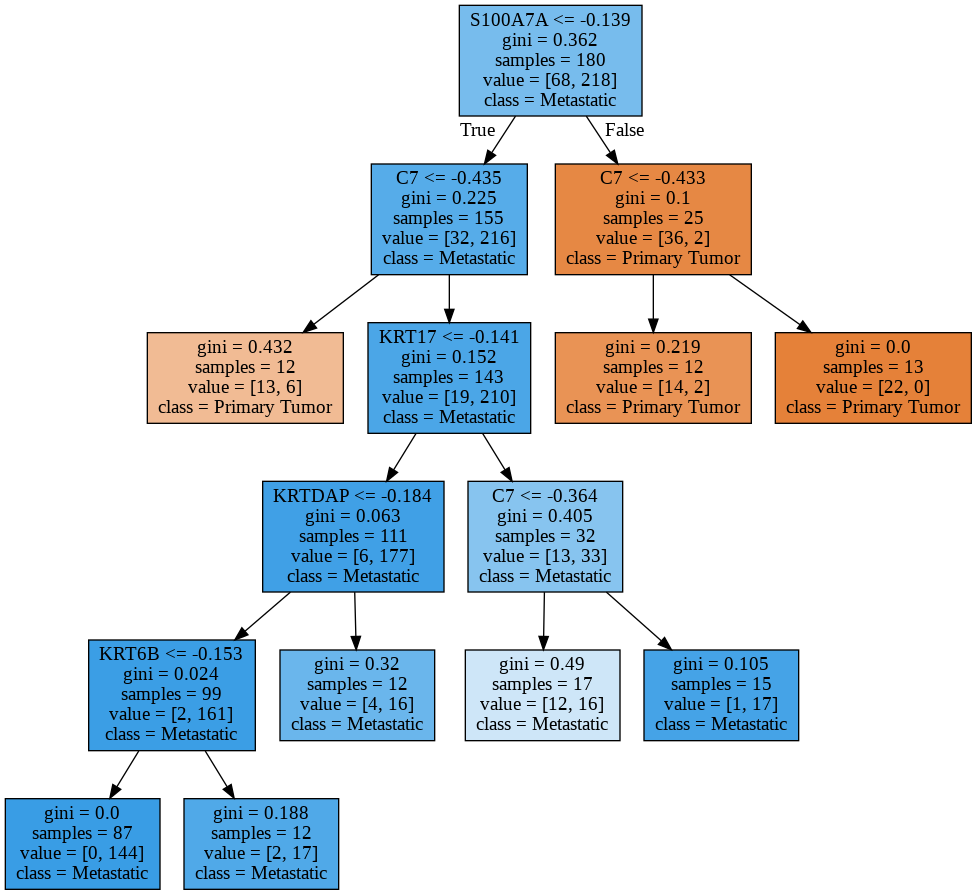 S100A7A <= -0.139
gini = 0.362
samples = 180
value = [68, 218]
class = Metastatic
True
False
C7 <= -0.435
gini = 0.225
samples = 155
value = [32, 216]
class = Metastatic
C7 <= -0.433
gini = 0.1
samples = 25
value = [36, 2]
class = Primary Tumor
gini = 0.432
samples = 12
value = [13, 6]
class = Primary Tumor
KRT17 <= -0.141
gini = 0.152
samples = 143
value = [19, 210]
class = Metastatic
gini = 0.219
samples = 12
value = [14, 2]
class = Primary Tumor
gini = 0.0
samples = 13
value = [22, 0]
class = Primary Tumor
KRTDAP <= -0.184
gini = 0.063
samples = 111
value = [6, 177]
class = Metastatic
C7 <= -0.364
gini = 0.405
samples = 32
value = [13, 33]
class = Metastatic
KRT6B <= -0.153
gini = 0.024
samples = 99
value = [2, 161]
class = Metastatic
gini = 0.32
samples = 12
value = [4, 16]
class = Metastatic
gini = 0.49
samples = 17
value = [12, 16]
class = Metastatic
gini = 0.105
samples = 15
value = [1, 17]
class = Metastatic
gini = 0.0
samples = 87
value = [0, 144]
class = Metastatic
gini = 0.188
samples = 12
value = [2, 17]
class = Metastatic